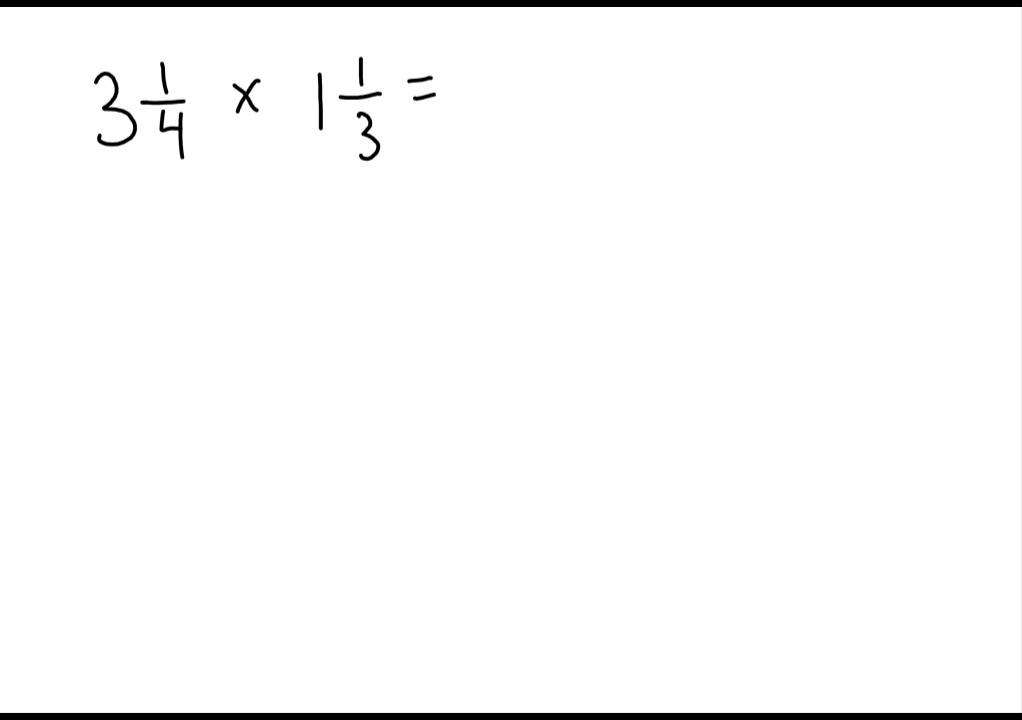 3 1/4 x 1 1/3 =